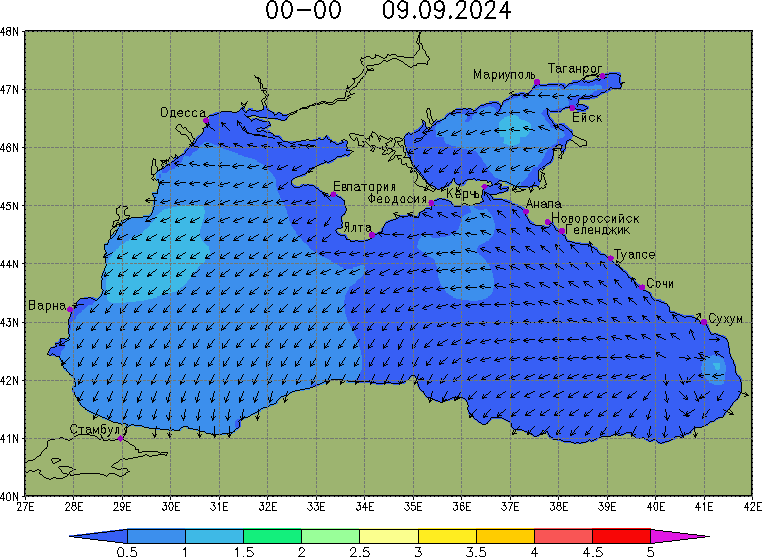 00-00 09.09.2024
48N
47N
46N
45N
44N
43N
42N
41N
40N
Таганрог
Мариуполь
Ейск
Одесса
Евпатория
Феодосия
Керчь
Анапа
Новороссийск
Геленджик
Ялта
Туапсе
Сочи
Варна
Сухум
Стамбул
27E 28E 29E 30E 31E 32E 33E 34E 35E 36E 37E 38E 39E 40E 41E 42E
0.5 1 1.5 2 2.5 3 3.5 4 4.5 5